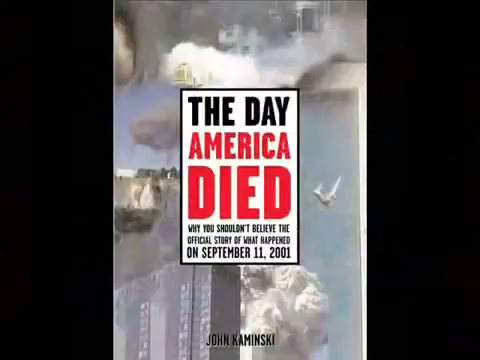 THE DAY
AMERICA
DIED
WHY YOU SHOULDN'T BELIEVE THE
OFFICIAL STORY OF WHAT HAPPENED
ON SEPTEMBER 11, 2001
JOHN KAMINSKI